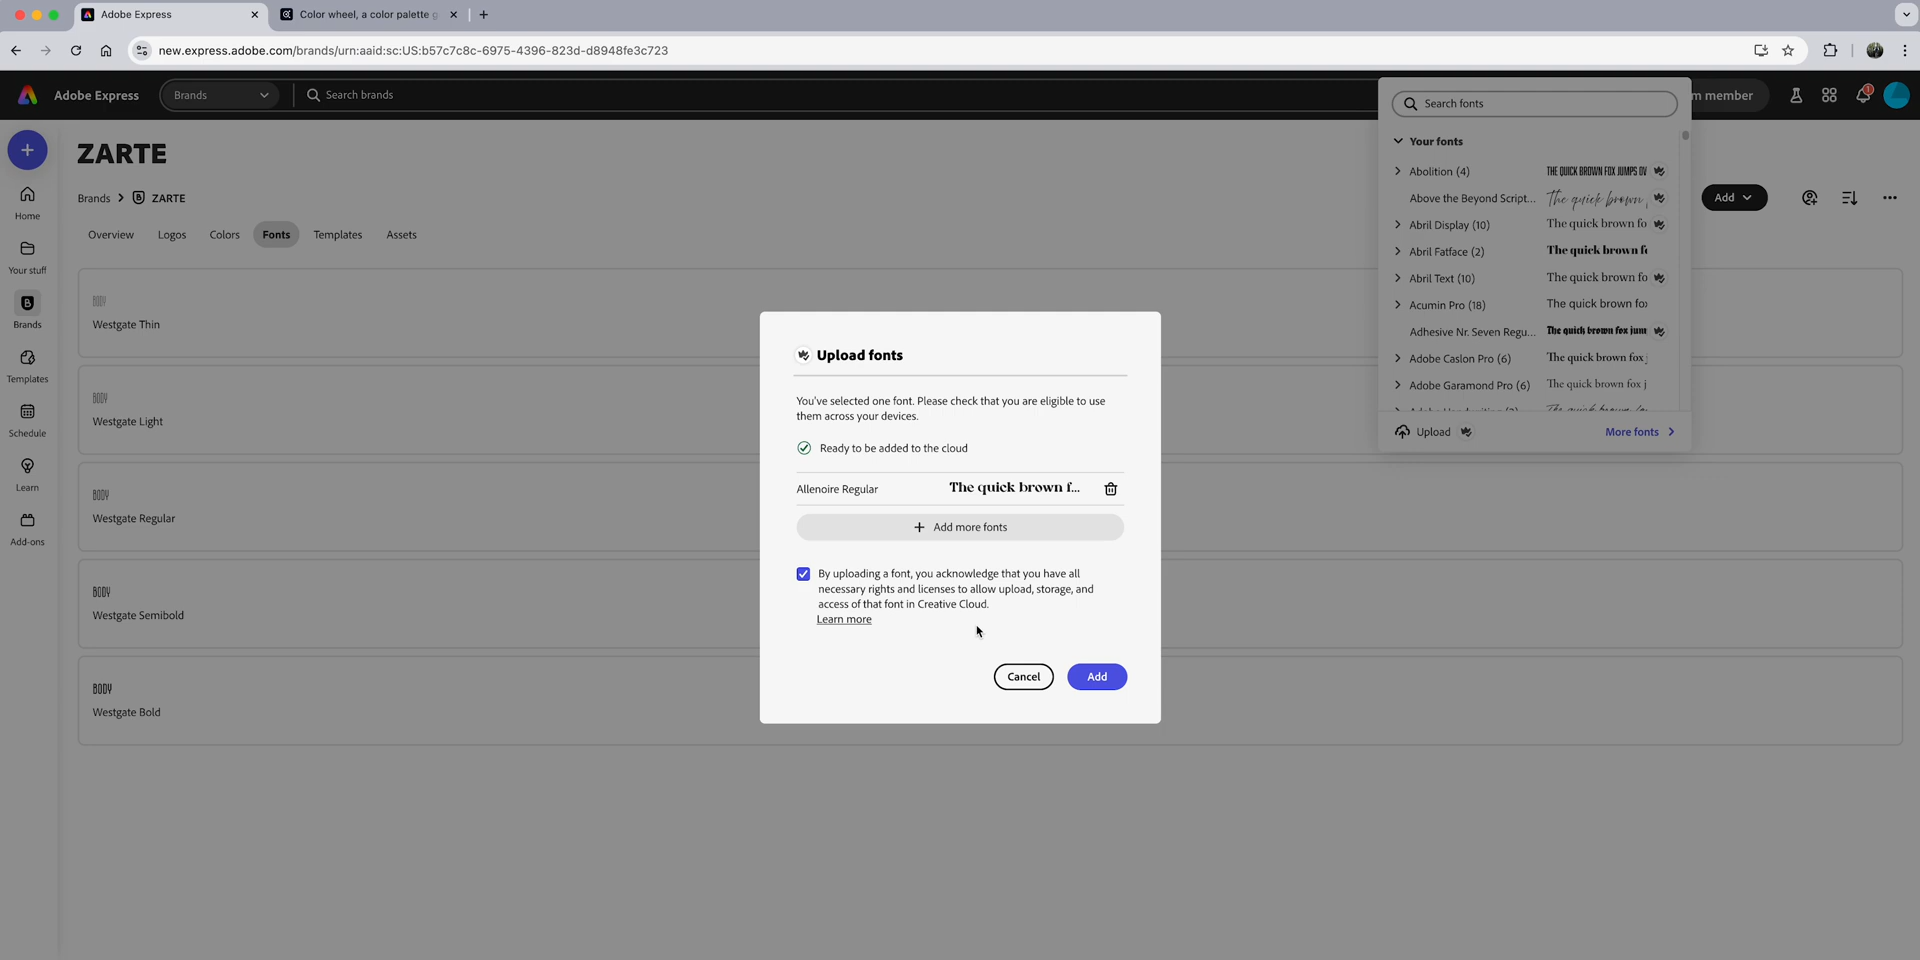 Adobe Express
Color wheel, a color palette g
new.express.adobe.com/brands/urn:aaid:sc:US:b57c7c8c-6975-4396-823d-d8948fe3c723
Adobe Express
Brands
Search brands
m member
1
Search fonts
ZARTE
Your fonts
Abolition (4)
THE QUICK BROWN FOX JUMPS OV
Above the Beyond Script...
The quick brown
Abril Display (10)
The quick brown fo
Abril Fatface (2)
The quick brown f
Abril Text (10)
The quick brown fo
Acumin Pro (18)
The quick brown fox
Adhesive Nr. Seven Regu...
The quick brown fox jum
Adobe Caslon Pro (6)
The quick brown fox j
Adobe Garamond Pro (6)
The quick brown fox j
Upload
More fonts
Brands
ZARTE
Add
Overview
Logos
Colors
Fonts
Templates
Assets
Home
Your stuff
Brands
Templates
Schedule
Learn
Add-ons
BODY
Westgate Thin
BODY
Westgate Light
BODY
Westgate Regular
BODY
Westgate Semibold
BODY
Westgate Bold
Upload fonts
You've selected one font. Please check that you are eligible to use
them across your devices.
Ready to be added to the cloud
Allenoire Regular
The quick brown f...
Add more fonts
By uploading a font, you acknowledge that you have all
necessary rights and licenses to allow upload, storage, and
access of that font in Creative Cloud.
Learn more
Cancel
Add